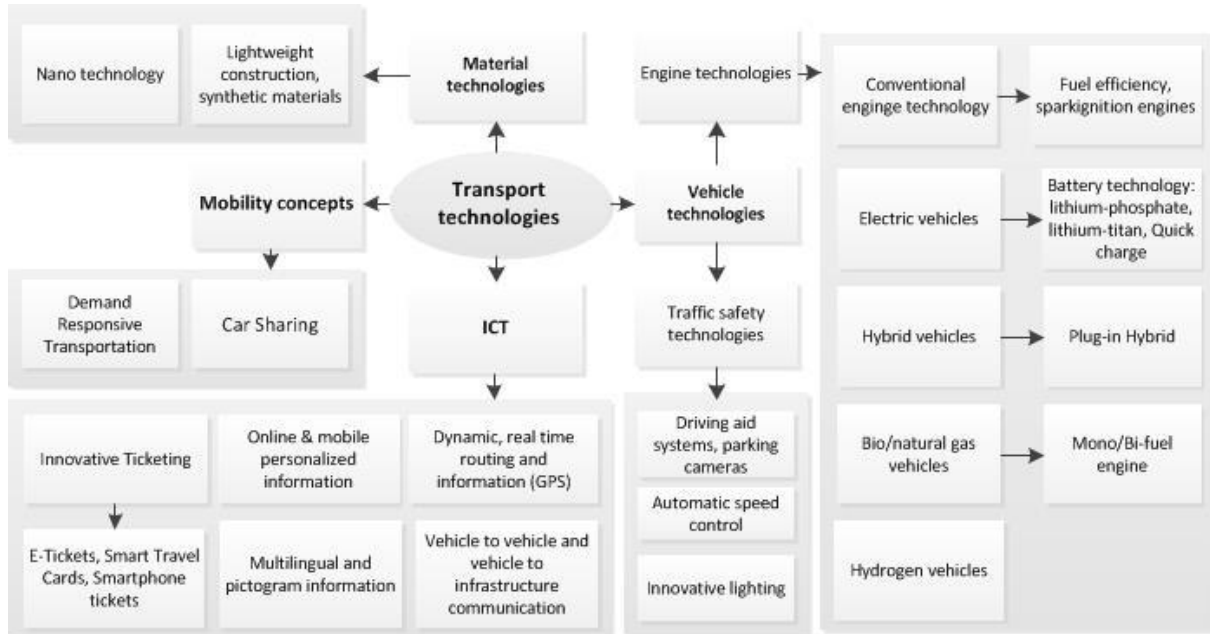 Nano technology
Lightweight
construction,
synthetic materials
Material
technologies
Engine technologies
Conventional
enginge technology
Fuel efficiency,
sparkignition engines
Mobility concepts
Transport
technologies
Vehicle
technologies
Electric vehicles
Battery technology:
lithium-phosphate,
lithium-titan, Quick
charge
Demand
Responsive
Transportation
Car Sharing
ICT
Traffic safety
technologies
Hybrid vehicles
Plug-in Hybrid
Innovative Ticketing
Online & mobile
personalized
information
Dynamic, real time
routing and
information (GPS)
Driving aid
systems, parking
cameras
Bio/natural gas
vehicles
Mono/Bi-fuel
engine
Automatic speed
control
E-Tickets, Smart Travel
Cards, Smartphone
tickets
Multilingual and
pictogram information
Vehicle to vehicle and
vehicle to
infrastructure
communication
Innovative lighting
Hydrogen vehicles